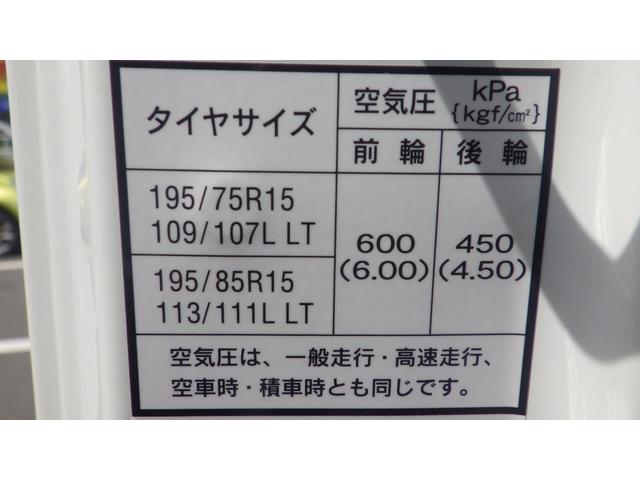 タイヤサイズ
空気圧 kPa
{kgf/cm²}
前輪 後輪
195/75R15
109/107L LT
195/85R15
113/111L LT
600
(6.00)
450
(4.50)
空気圧は、一般走行・高速走行、
空車時・積車時とも同じです。